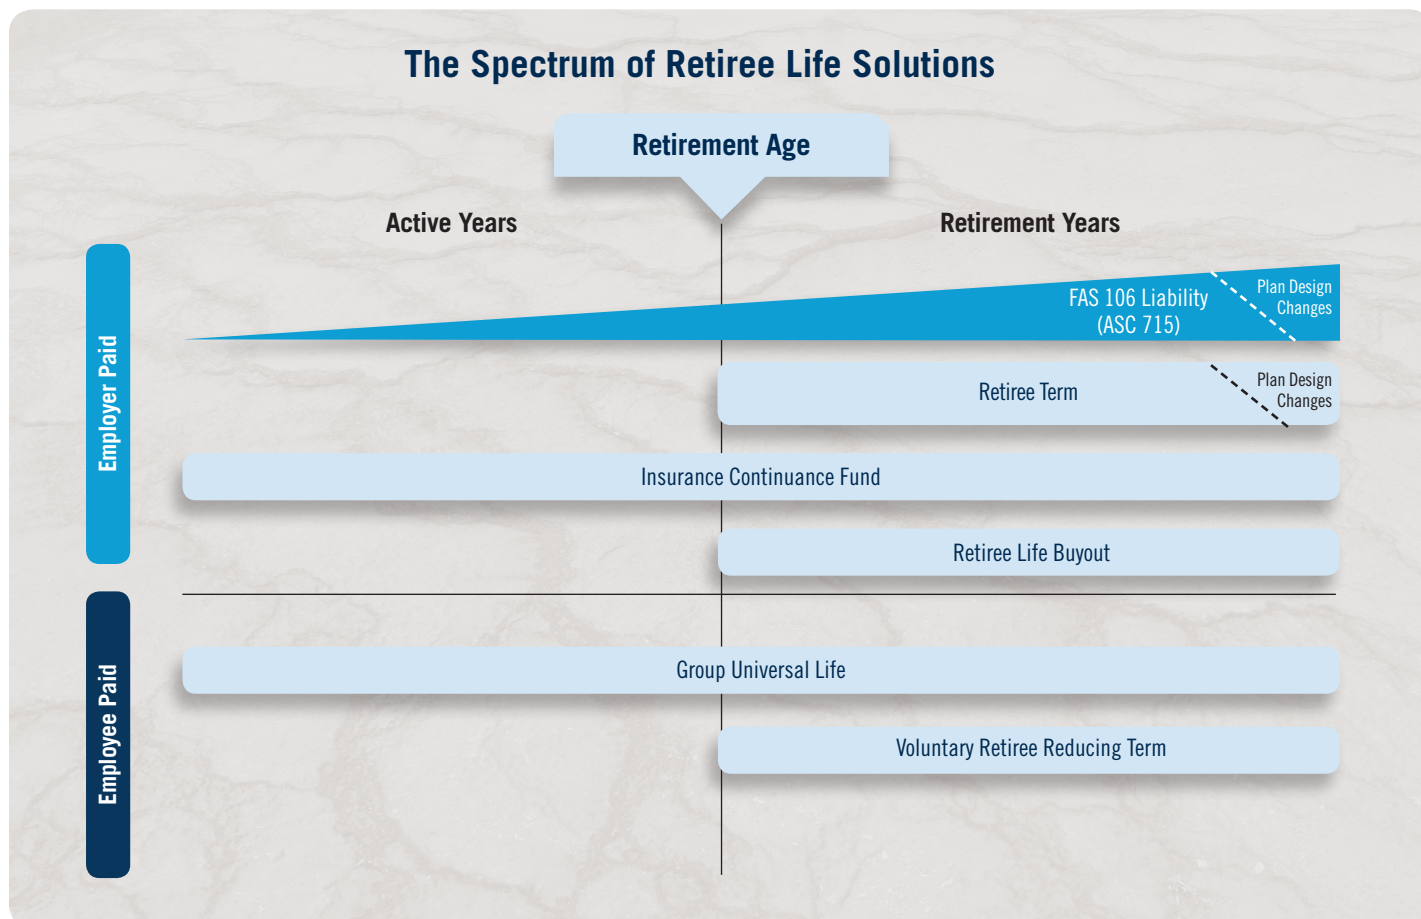 The Spectrum of Retiree Life Solutions
Retirement Age
Active Years
Retirement Years
Employer Paid
FAS 106 Liability
(ASC 715)
Plan Design
Changes
Retiree Term
Plan Design
Changes
Insurance Continuance Fund
Retiree Life Buyout
Employee Paid
Group Universal Life
Voluntary Retiree Reducing Term